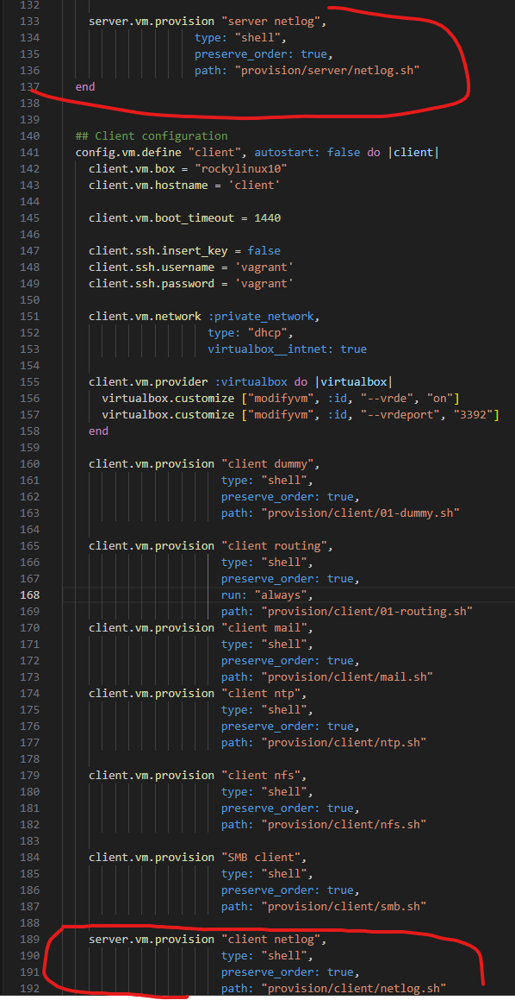 132
133 server.vm.provision "server netlog",
134 type: "shell",
135 preserve_order: true,
136 path: "provision/server/netlog.sh"
137 end
138
139
140 ## Client configuration
141 config.vm.define "client", autostart: false do |client|
142 client.vm.box = "rockylinux10"
143 client.vm.hostname = 'client'
144
145 client.vm.boot_timeout = 1440
146
147 client.ssh.insert_key = false
148 client.ssh.username = 'vagrant'
149 client.ssh.password = 'vagrant'
150
151 client.vm.network :private_network,
152 type: "dhcp",
153 virtualbox__intnet: true
154
155 client.vm.provider :virtualbox do |virtualbox|
156 virtualbox.customize ["modifyvm", :id, "--vrde", "on"]
157 virtualbox.customize ["modifyvm", :id, "--vrdeport", "3392"]
158 end
159
160 client.vm.provision "client dummy",
161 type: "shell",
162 preserve_order: true,
163 path: "provision/client/01-dummy.sh"
164
165 client.vm.provision "client routing",
166 type: "shell",
167 preserve_order: true,
168 run: "always",
169 path: "provision/client/01-routing.sh"
170 client.vm.provision "client mail",
171 type: "shell",
172 preserve_order: true,
173 path: "provision/client/mail.sh"
174 client.vm.provision "client ntp",
175 type: "shell",
176 preserve_order: true,
177 path: "provision/client/ntp.sh"
178
179 client.vm.provision "client nfs",
180 type: "shell",
181 preserve_order: true,
182 path: "provision/client/nfs.sh"
183
184 client.vm.provision "SMB client",
185 type: "shell",
186 preserve_order: true,
187 path: "provision/client/smb.sh"
188
189 server.vm.provision "client netlog",
190 type: "shell",
191 preserve_order: true,
192 path: "provision/client/netlog.sh"